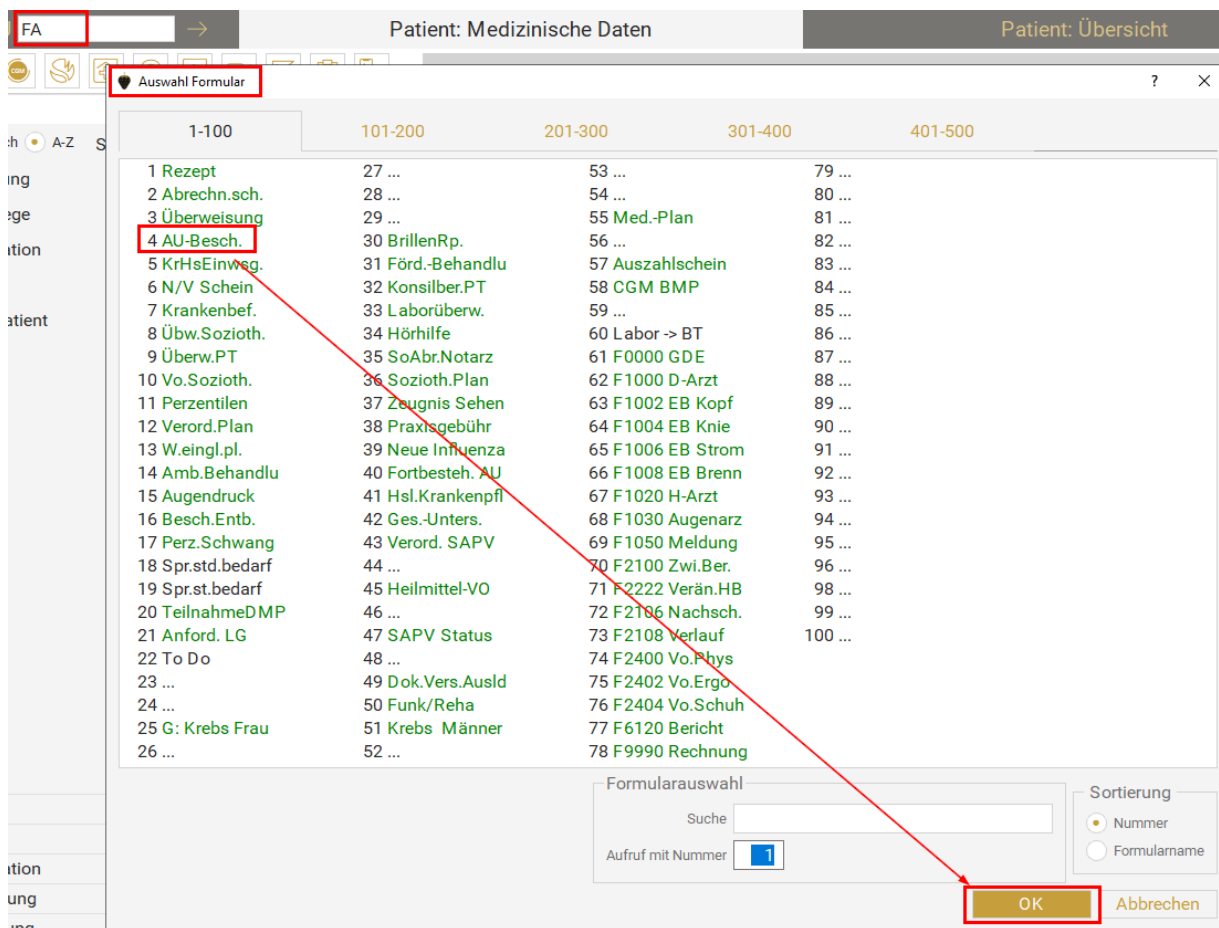 FA
Patient: Medizinische Daten
Patient: Übersicht
CGM
Auswahl Formular
?
A-Z
1-100
101-200
201-300
301-400
401-500
1 Rezept
2 Abrechn.sch.
3 Überweisung
4 AU-Besch.
5 KrHsEinwsg.
6 N/V Schein
7 Krankenbef.
8 Übw.Sozioth.
9 Überw.PT
10 Vo.Sozioth.
11 Perzentilen
12 Verord.Plan
13 W.eingl.pl.
14 Amb.Behandlu
15 Augendruck
16 Besch.Entb.
17 Perz.Schwang
18 Spr.std.bedarf
19 Spr.st.bedarf
20 TeilnahmeDMP
21 Anford. LG
22 To Do
23 ...
24 ...
25 G: Krebs Frau
26 ...
27 ...
28 ...
29 ...
30 BrillenRp.
31 Förd.-Behandlu
32 Konsilber.PT
33 Laborüberw.
34 Hörhilfe
35 SoAbr.Notarz
36 Sozioth.Plan
37 Zeugnis Sehen
38 Praxisgebühr
39 Neue Influenza
40 Fortbesteh. AU
41 Hsl.Krankenpfl
42 Ges.-Unters.
43 Verord. SAPV
44 ...
45 Heilmittel-VO
46 ...
47 SAPV Status
48 ...
49 Dok.Vers.Ausld
50 Funk/Reha
51 Krebs Männer
52 ...
53 ...
54 ...
55 Med.-Plan
56 ...
57 Auszahlschein
58 CGM BMP
59 ...
60 Labor -> BT
61 F0000 GDE
62 F1000 D-Arzt
63 F1002 EB Kopf
64 F1004 EB Knie
65 F1006 EB Strom
66 F1008 EB Brenn
67 F1020 H-Arzt
68 F1030 Augenarz
69 F1050 Meldung
70 F2100 Zwi.Ber.
71 F2222 Verän.HB
72 F2106 Nachsch.
73 F2108 Verlauf
74 F2400 Vo.Phys
75 F2402 Vo.Ergo
76 F2404 Vo.Schuh
77 F6120 Bericht
78 F9990 Rechnung
79 ...
80 ...
81 ...
82 ...
83 ...
84 ...
85 ...
86 ...
87 ...
88 ...
89 ...
90 ...
91 ...
92 ...
93 ...
94 ...
95 ...
96 ...
98 ...
99 ...
100 ...
Formularauswahl
Suche
Aufruf mit Nummer 1
Sortierung
Nummer
Formularname
OK
Abbrechen